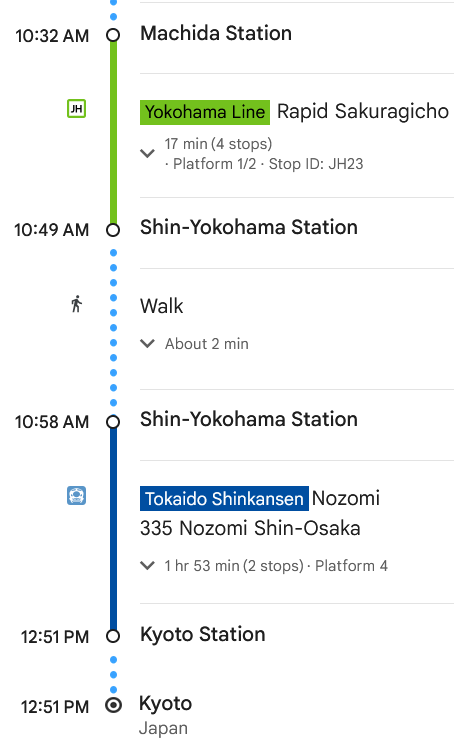 10:32 AM Machida Station
JH Yokohama Line Rapid Sakuragicho
17 min (4 stops)
· Platform 1/2 · Stop ID: JH23
10:49 AM Shin-Yokohama Station
Walk
About 2 min
10:58 AM Shin-Yokohama Station
Tokaido Shinkansen Nozomi
335 Nozomi Shin-Osaka
1 hr 53 min (2 stops) · Platform 4
12:51 PM Kyoto Station
12:51 PM Kyoto
Japan